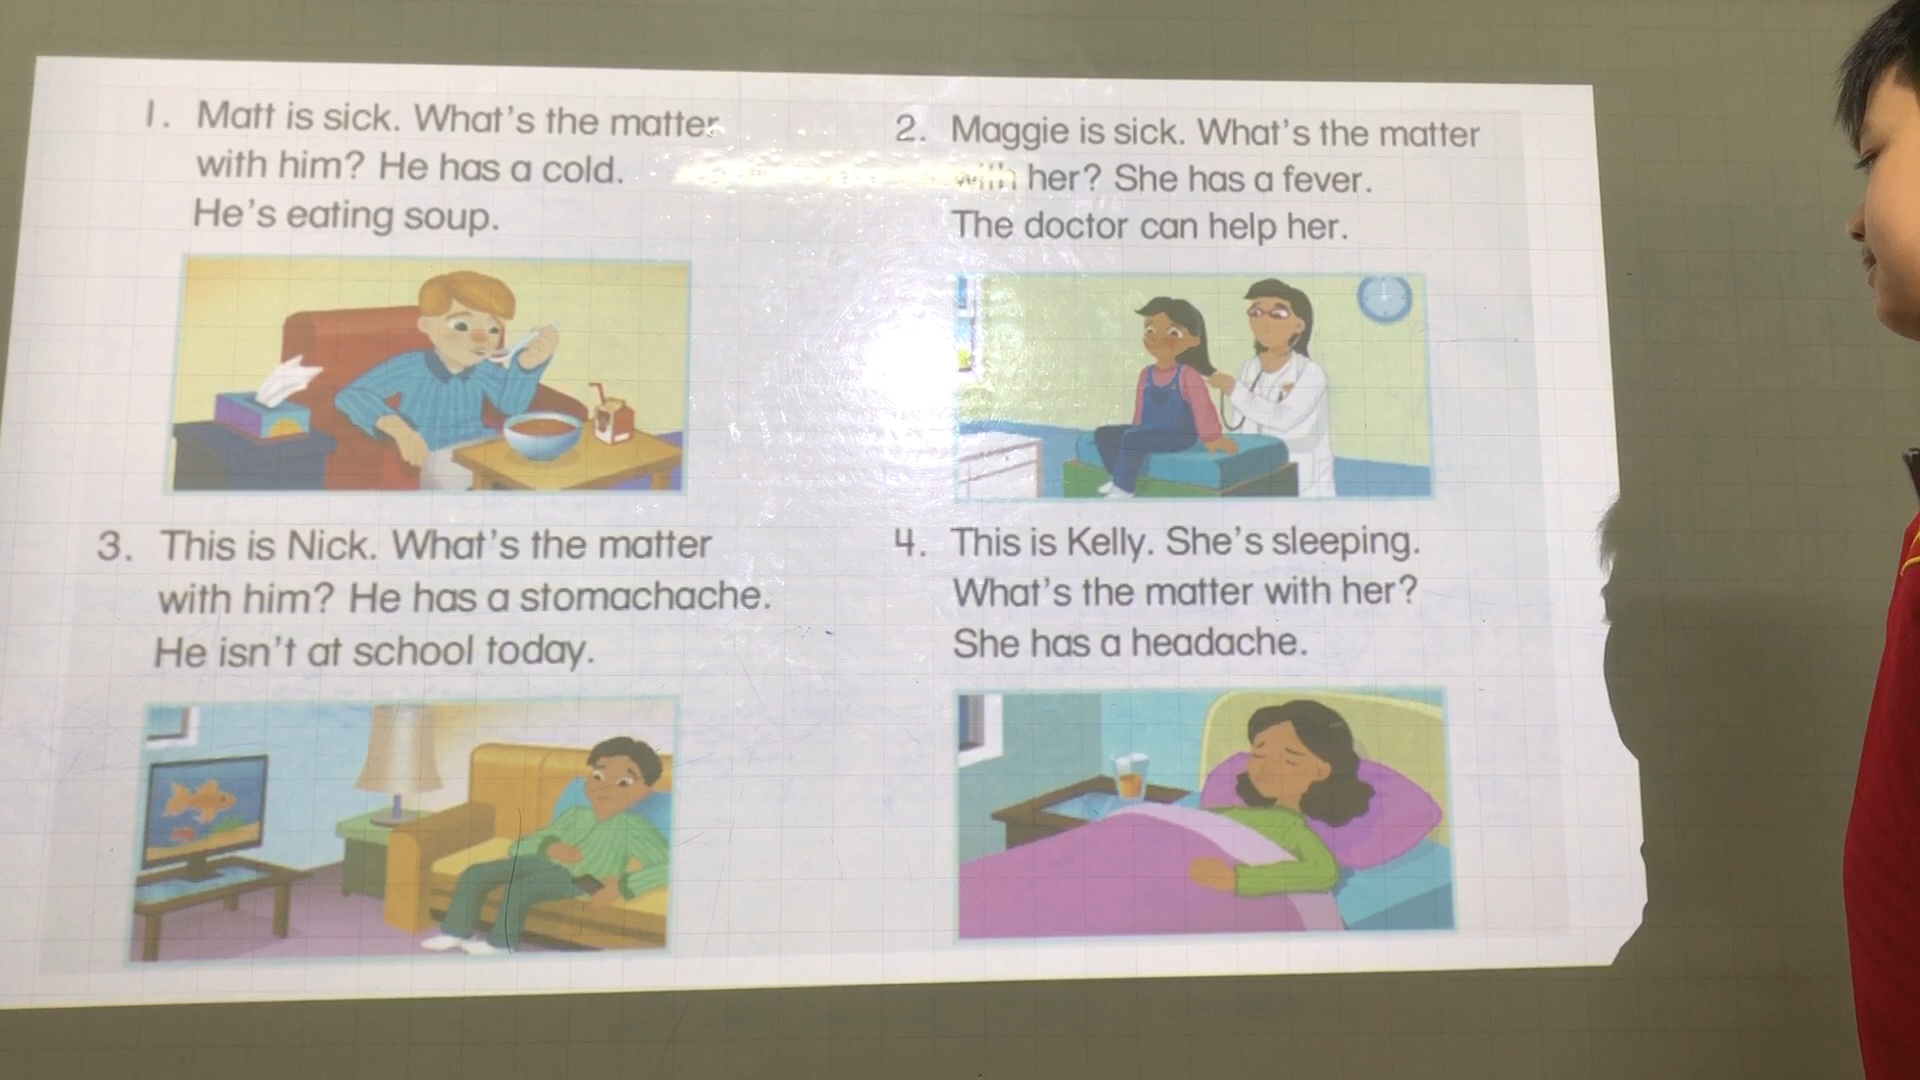 1. Matt is sick. What's the matter
with him? He has a cold.
He's eating soup.
2. Maggie is sick. What's the matter
with her? She has a fever.
The doctor can help her.
3. This is Nick. What's the matter
with him? He has a stomachache.
He isn't at school today.
4. This is Kelly. She's sleeping.
What's the matter with her?
She has a headache.